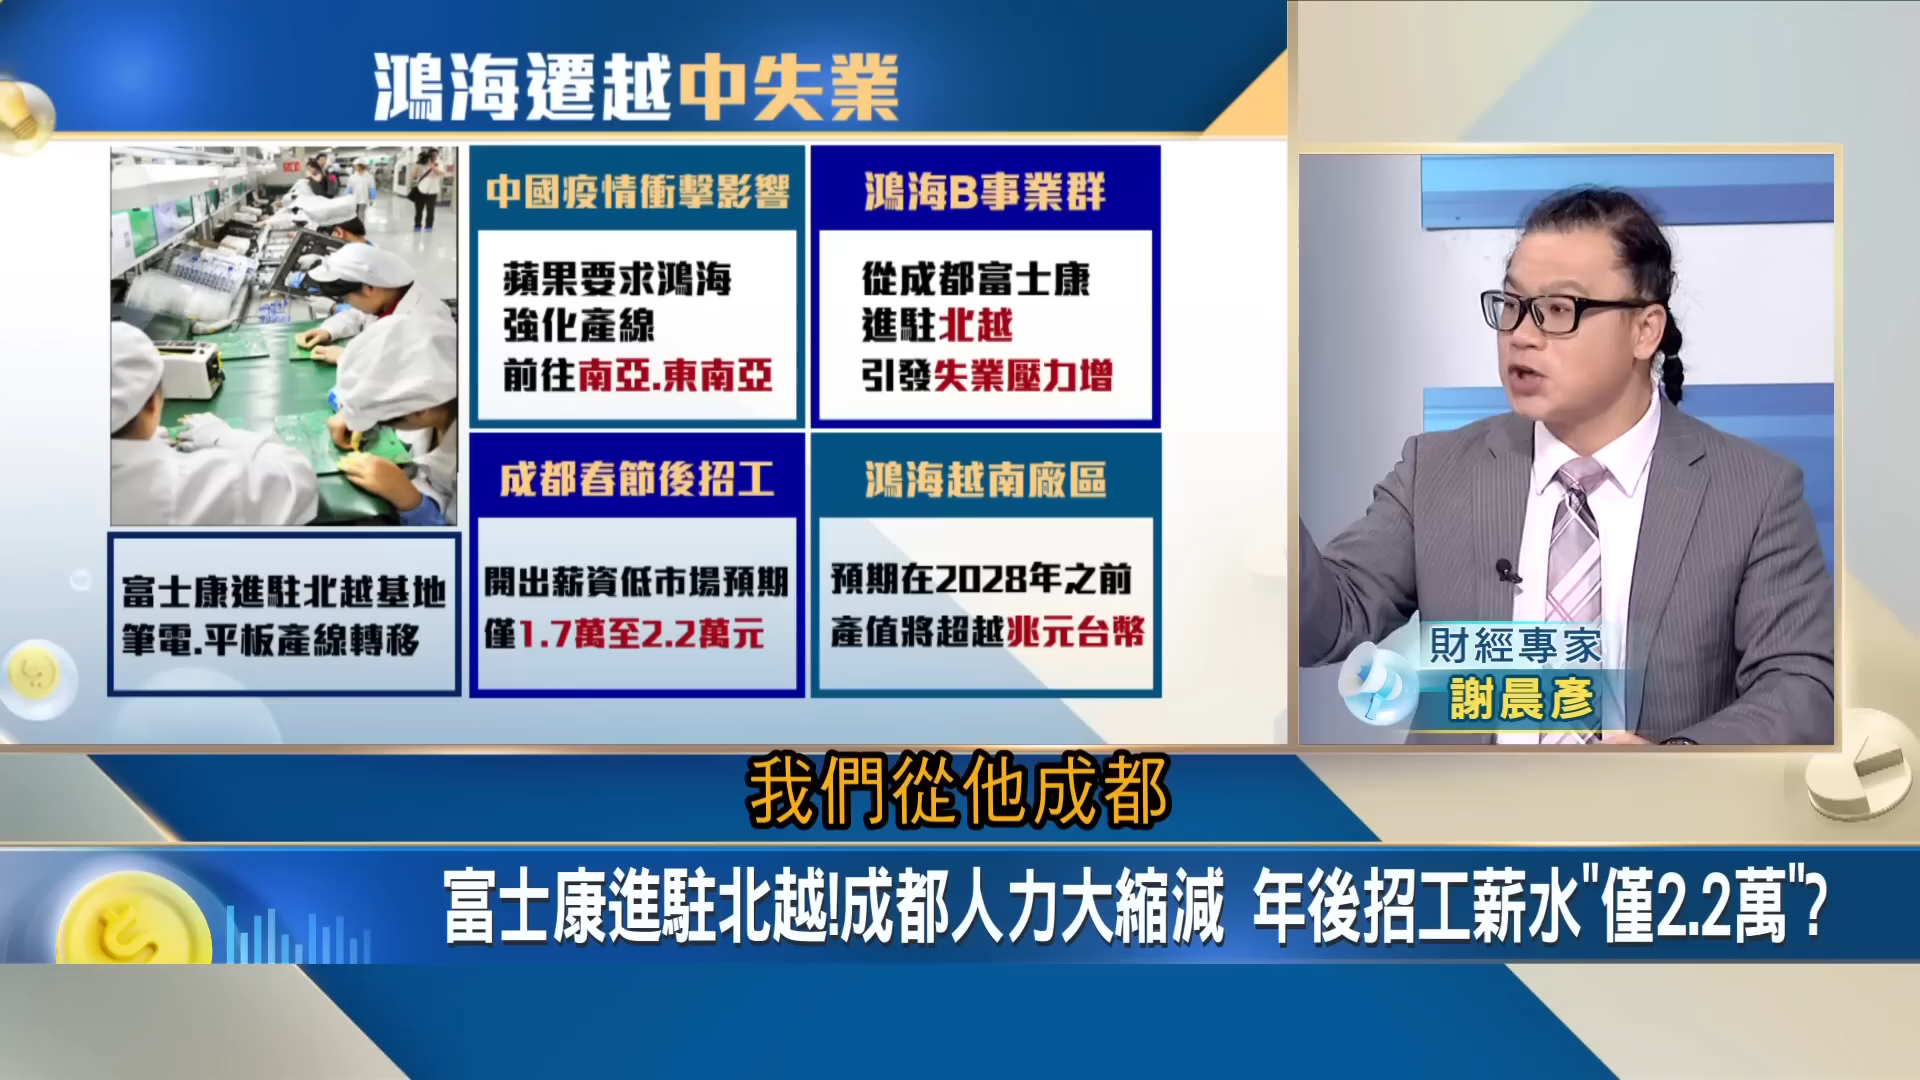 鴻海遷越中失業
中國疫情衝擊影響
蘋果要求鴻海
強化產線
前往南亞.東南亞
鴻海B事業群
從成都富士康
進駐北越
引發失業壓力增
富士康進駐北越基地
筆電.平板產線轉移
成都春節後招工
開出薪資低市場預期
僅1.7萬至2.2萬元
鴻海越南廠區
預期在2028年之前
產值將超越兆元台幣
財經專家
謝晨彥
我們從他成都
富士康進駐北越!成都人力大縮減 年後招工薪水"僅2.2萬"?